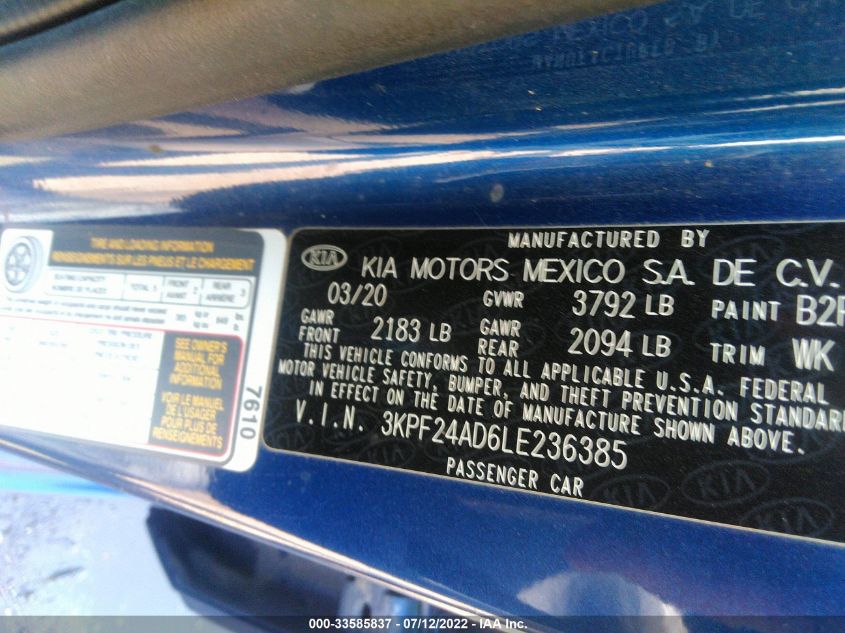 MANUFACTURED BY
KIA KIA MOTORS MEXICO S.A. DE C.V.
03/20 GVWR 3792 LB PAINT
GAWR FRONT 2183 LB GAWR REAR 2094 LB TRIM WK
THIS VEHICLE CONFORMS TO ALL APPLICABLE U.S.A. FEDERAL
MOTOR VEHICLE SAFETY, BUMPER, AND THEFT PREVENTION STANDARD
IN EFFECT ON THE DATE OF MANUFACTURE SHOWN ABOVE.
V.I.N. 3KPF24AD6LE236385
PASSENGER CAR
TIRE AND LOADING INFORMATION
RENSEIGNEMENTS SUR LES PNEUS ET LE CHARGEMENT
SEE OWNER'S
MANUAL FOR
ADDITIONAL
INFORMATION
VOIR LE MANUEL
DE L'USAGER
POUR PLUS DE
RENSEIGNEMENTS
7610
000-33585837 - 07/12/2022 - IAA Inc.